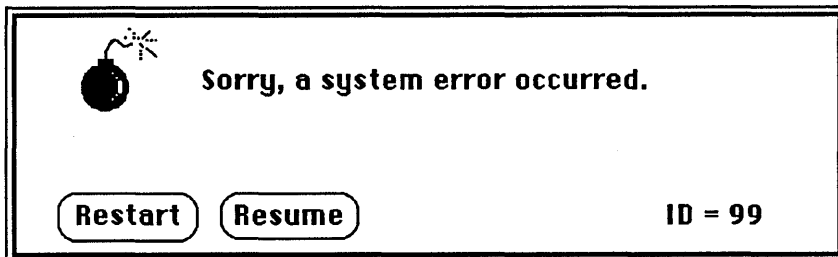 Sorry, a system error occurred.
Restart Resume ID = 99